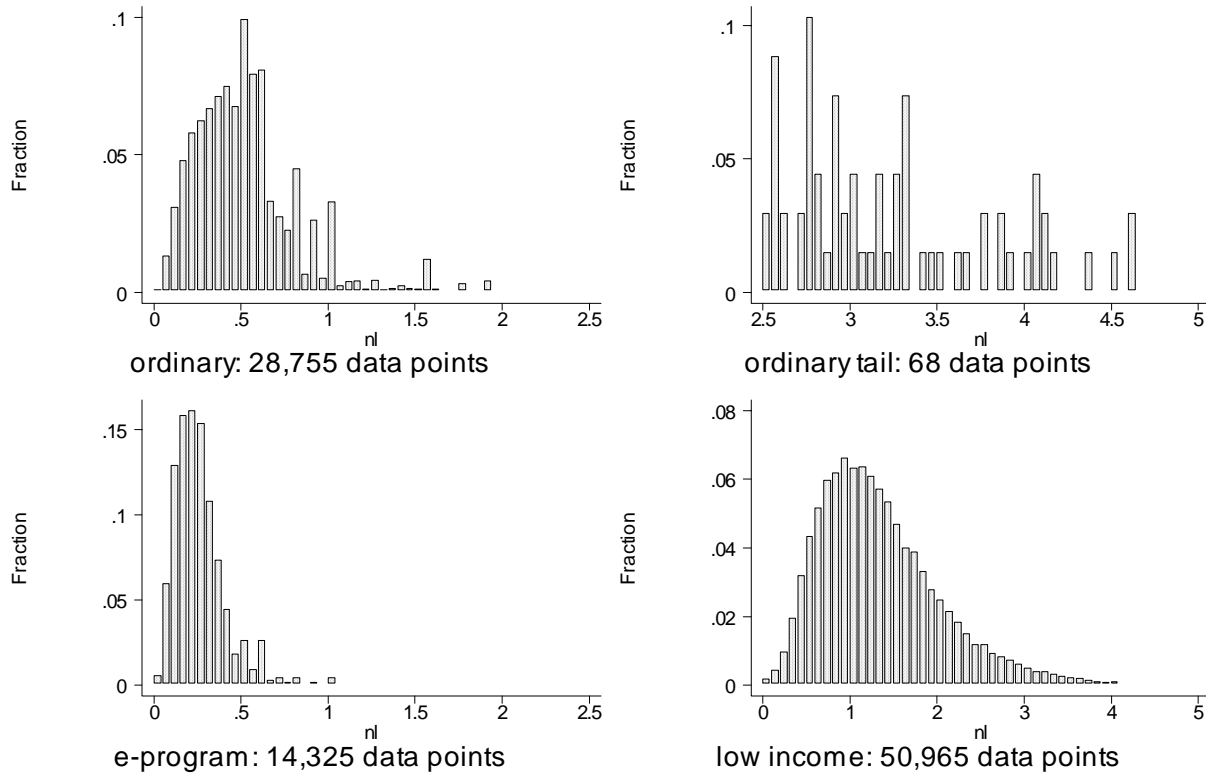 .1
.05
0
Fraction
0 .5 1 1.5 2 2.5
nl
ordinary: 28,755 data points
.1
.05
0
Fraction
2.5 3 3.5 4 4.5 5
nl
ordinary tail: 68 data points
.15
.1
.05
0
Fraction
0 .5 1 1.5 2 2.5
nl
e-program: 14,325 data points
.08
.06
.04
.02
0
Fraction
0 1 2 3 4 5
nl
low income: 50,965 data points